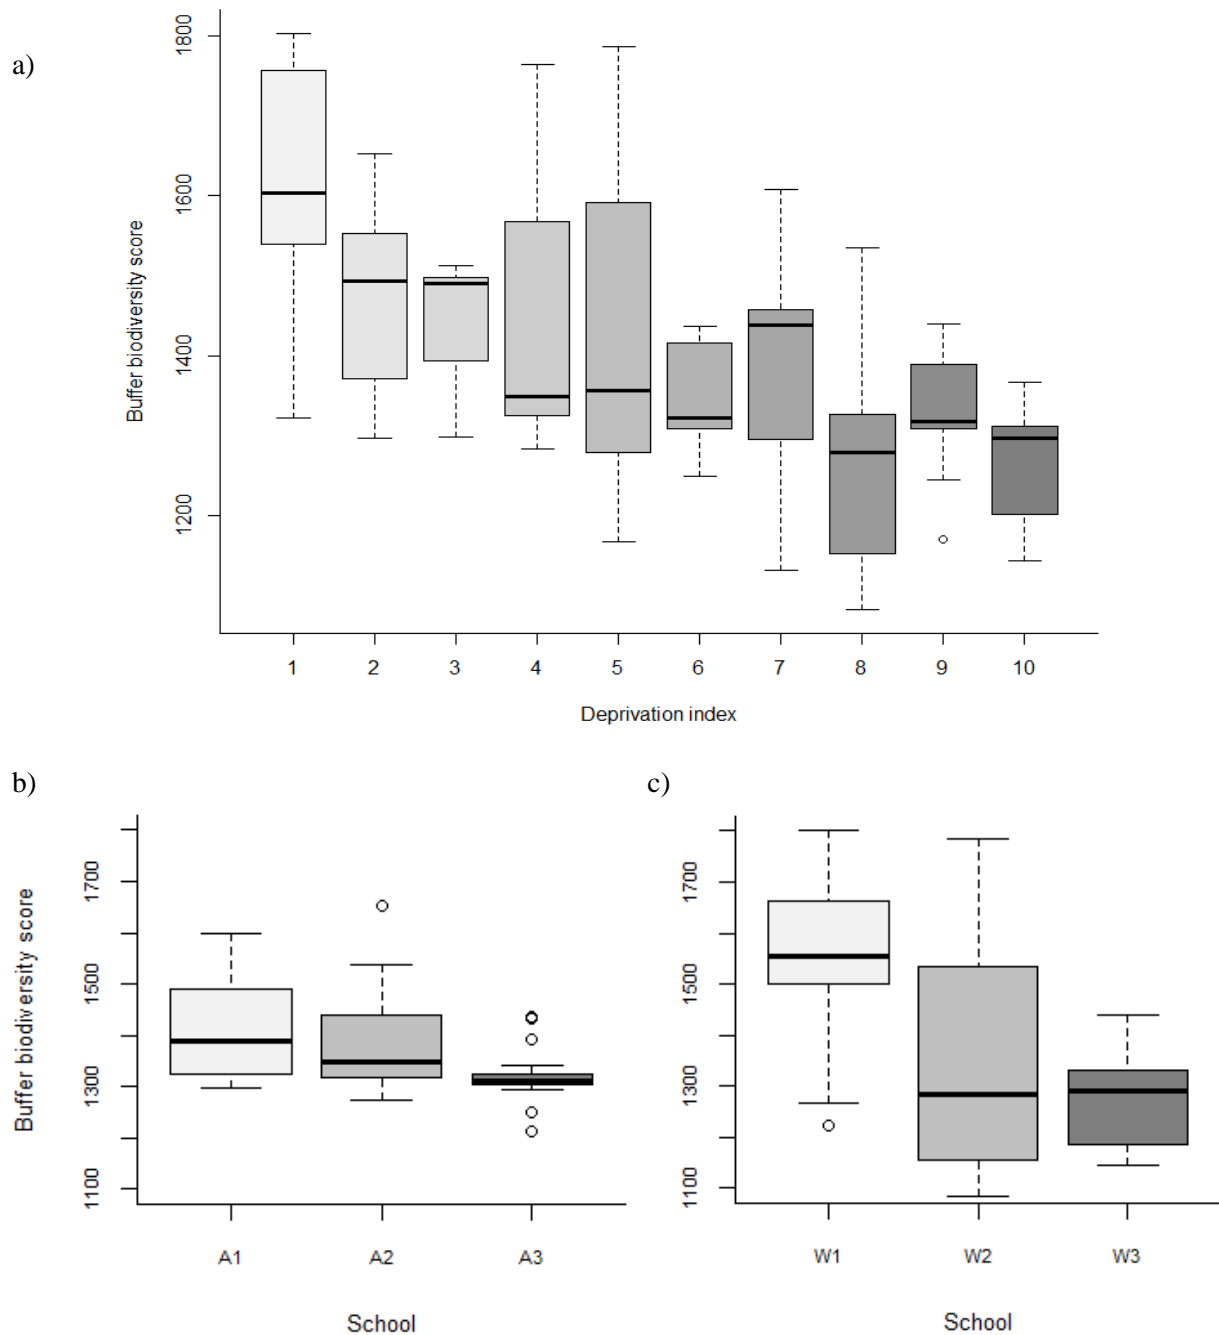 a)
Buffer biodiversity score
1800
1600
1400
1200
1 2 3 4 5 6 7 8 9 10
Deprivation index
b)
Buffer biodiversity score
1700
1500
1300
1100
A1 A2 A3
School
c)
1700
1500
1300
1100
W1 W2 W3
School